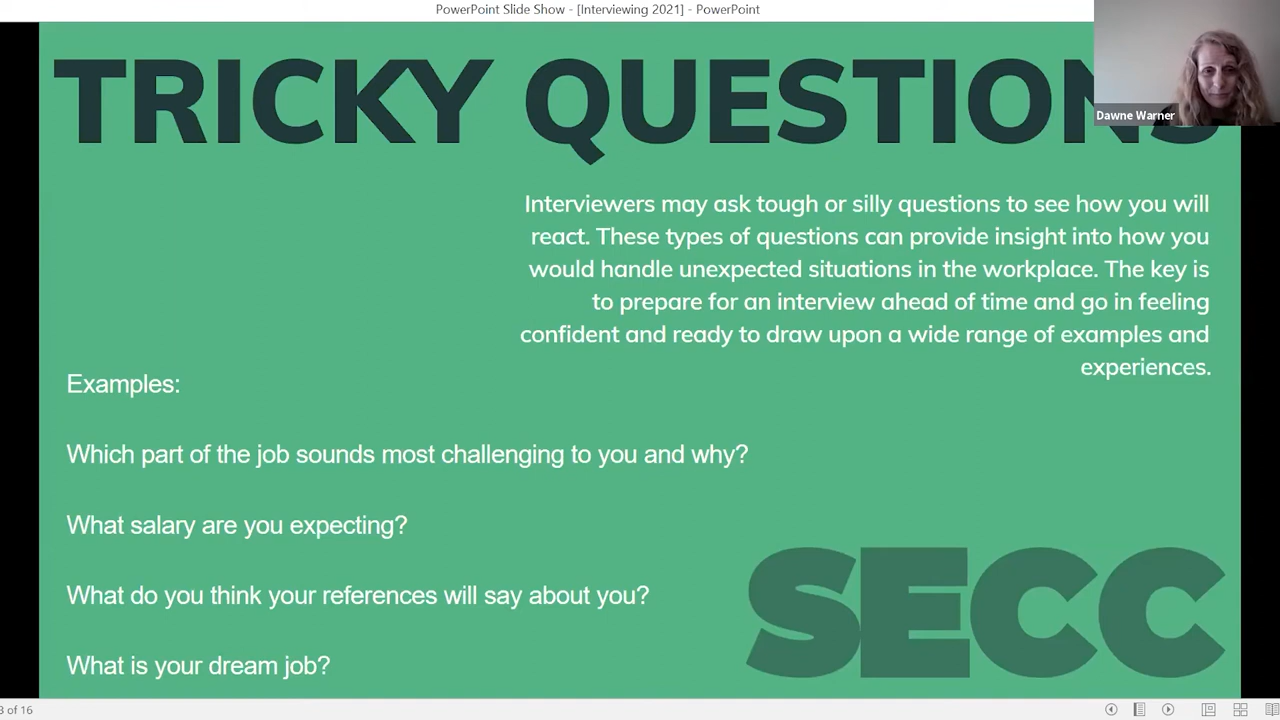 PowerPoint Slide Show - [Interviewing 2021] - PowerPoint
TRICKY QUESTIONS
Dawne Warner
Interviewers may ask tough or silly questions to see how you will
react. These types of questions can provide insight into how you
would handle unexpected situations in the workplace. The key is
to prepare for an interview ahead of time and go in feeling
confident and ready to draw upon a wide range of examples and
experiences.
Examples:
Which part of the job sounds most challenging to you and why?
What salary are you expecting?
What do you think your references will say about you?
What is your dream job?
SECC
3 of 16